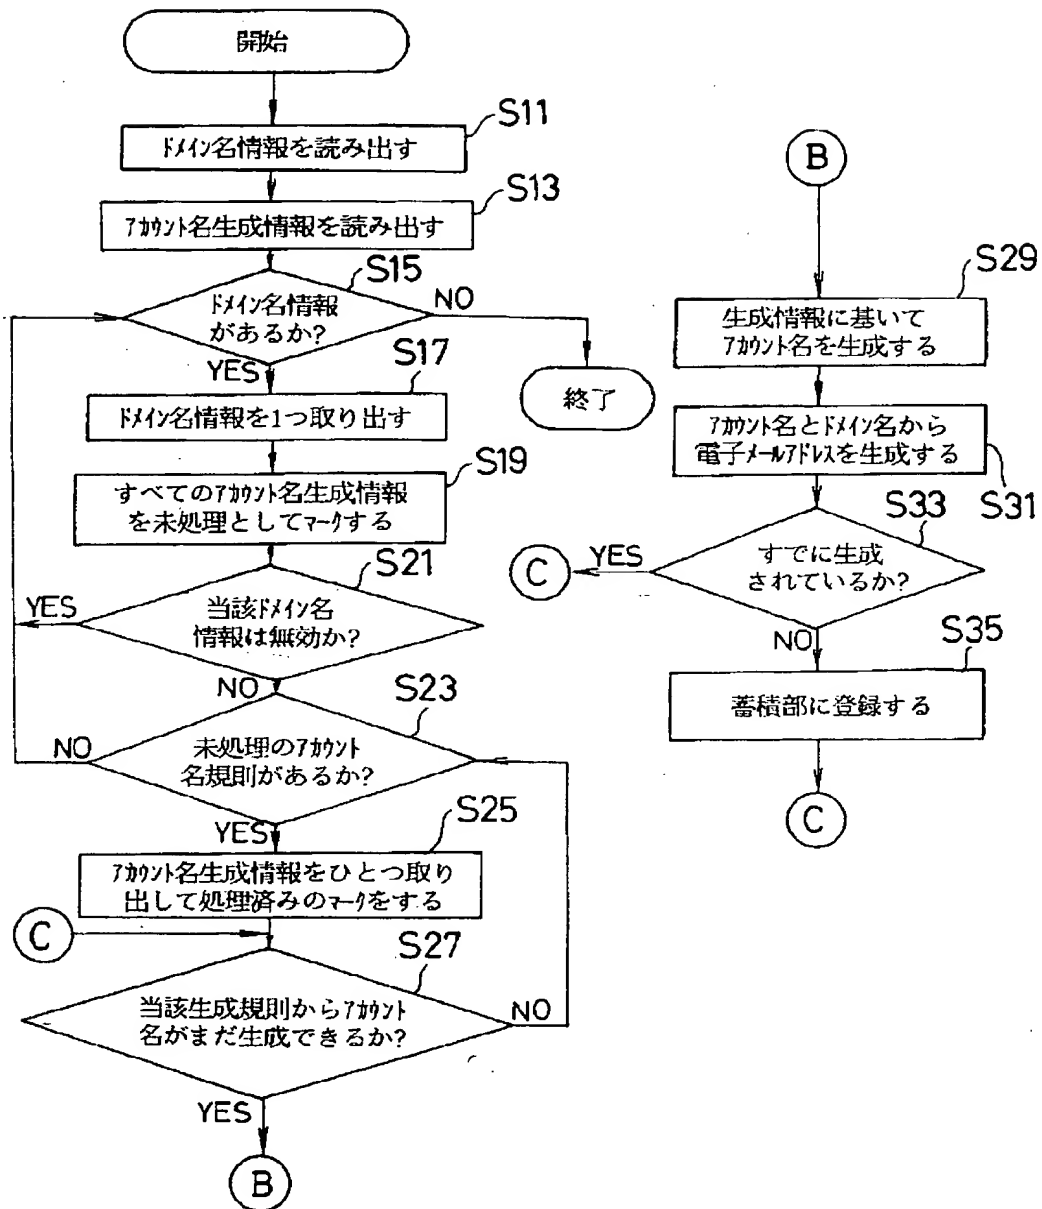 開始
S11
ドメイン名情報を読み出す
S13
アカウント名生成情報を読み出す
S15
ドメイン名情報
があるか?
NO
YES
終了
S17
ドメイン名情報を1つ取り出す
S19
すべてのアカウント名生成情報
を未処理としてマークする
S21
YES
当該ドメイン名
情報は無効か?
NO
S23
NO
未処理のアカウント
名規則があるか?
YES
S25
アカウント名生成情報をひとつ取り
出して処理済みのマークをする
C
S27
当該生成規則からアカウント
名がまだ生成できるか?
NO
YES
B
B
S29
生成情報に基いて
アカウント名を生成する
アカウント名とドメイン名から
電子メールアドレスを生成する
S31
S33
C
YES
すでに生成
されているか?
NO
S35
蓄積部に登録する
C